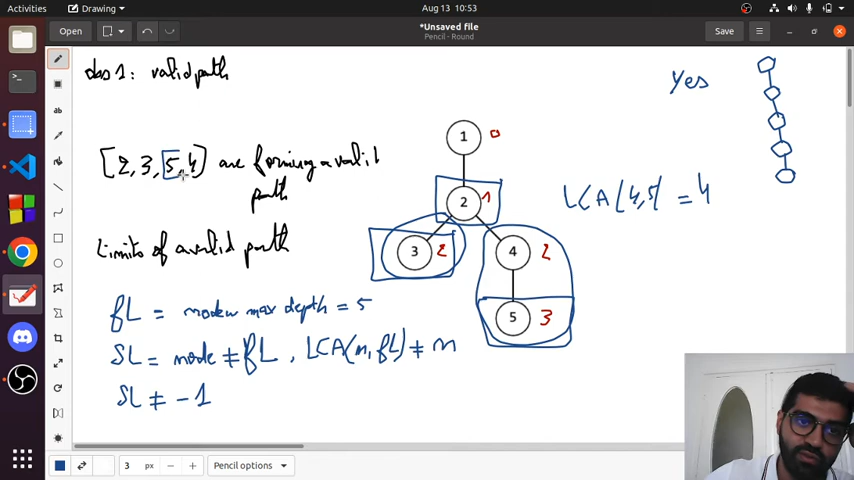 Activities
Drawing
Aug 13 10:53
Open
*Unsaved file
Pencil - Round
Save
obs 1: valid path
Yes
[2, 3, 5, 4] are forming a valid
path
Limits of a valid path
1 0
2 1
3 2
4 2
5 3
LCA(4,5) = 4
fL = node w max depth = 5
SL = node ≠ fL, LCA(n, fL) ≠ n
SL ≠ -1
3 px
Pencil options